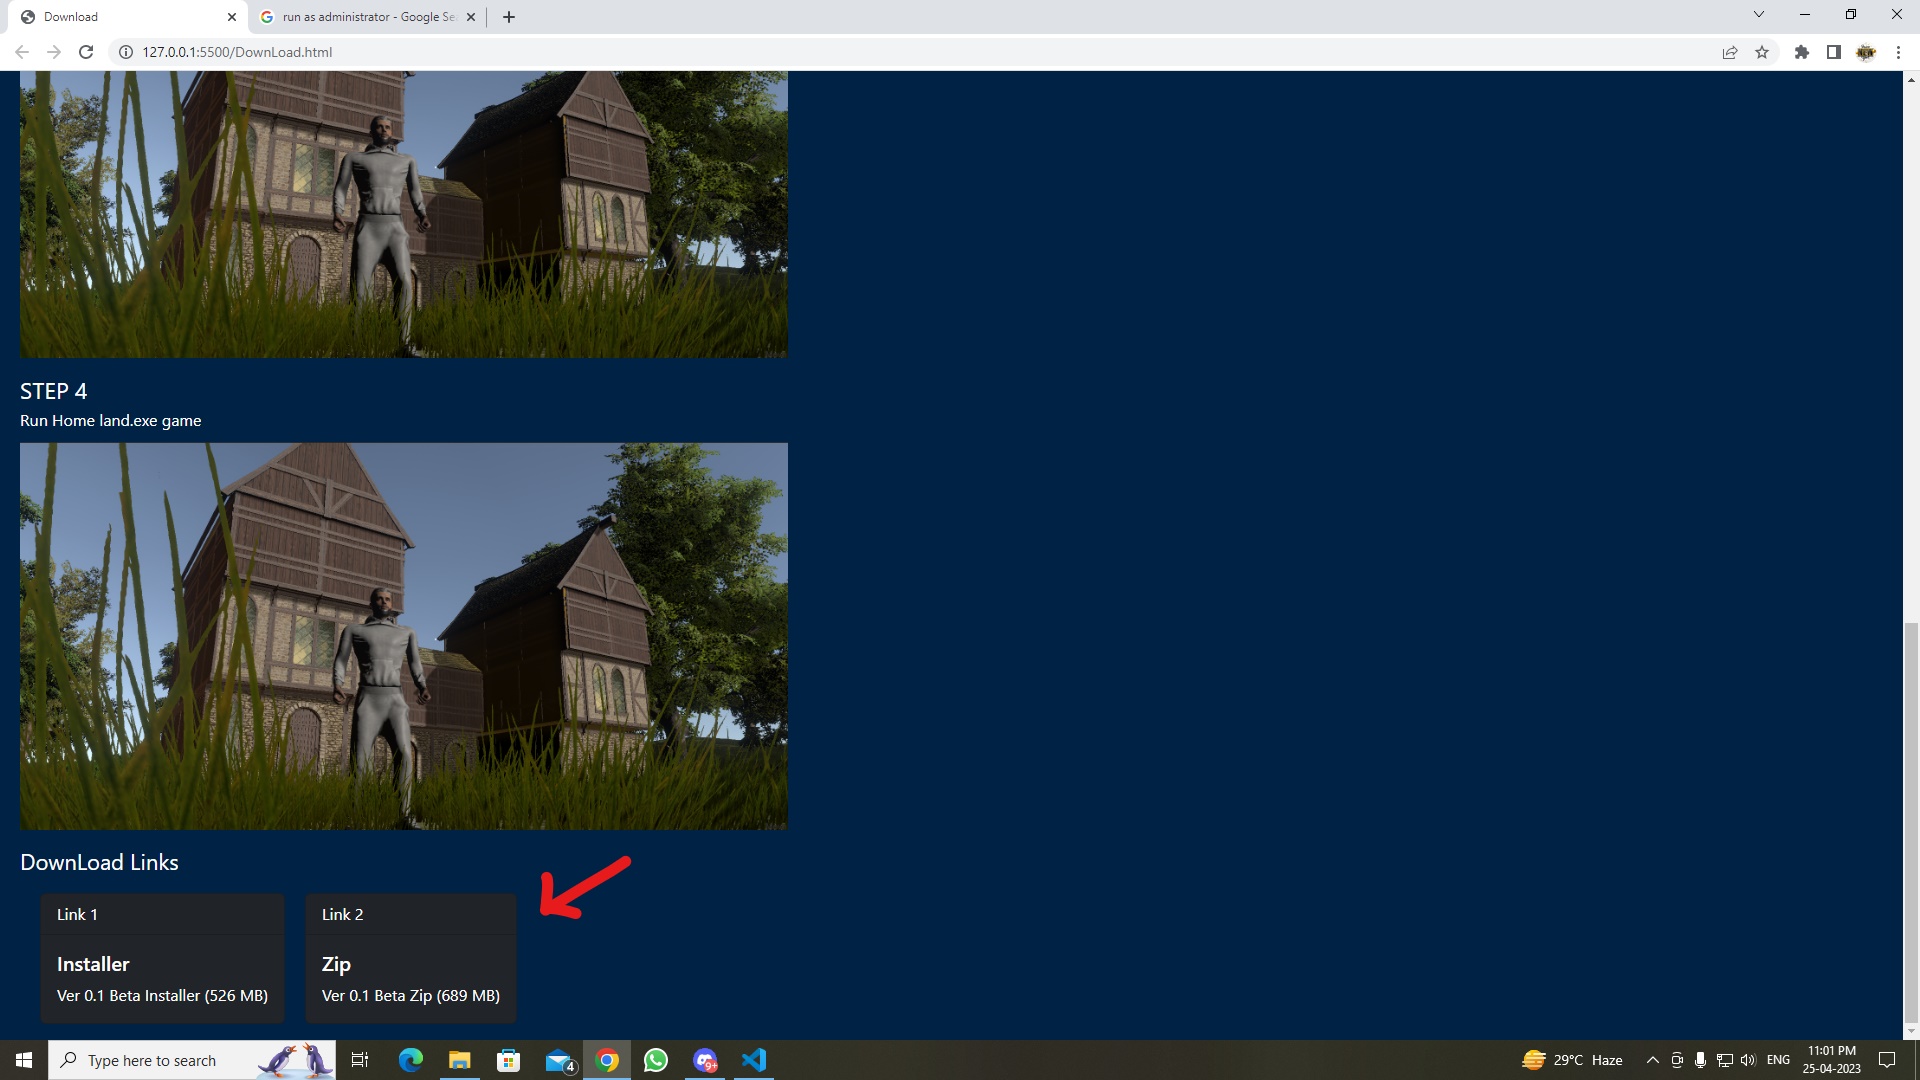 Download
run as administrator - Google Se
127.0.0.1:5500/DownLoad.html
STEP 4
Run Home land.exe game
DownLoad Links
Link 1
Installer
Ver 0.1 Beta Installer (526 MB)
Link 2
Zip
Ver 0.1 Beta Zip (689 MB)
Type here to search
4
9+
29°C Haze
ENG
11:01 PM
25-04-2023